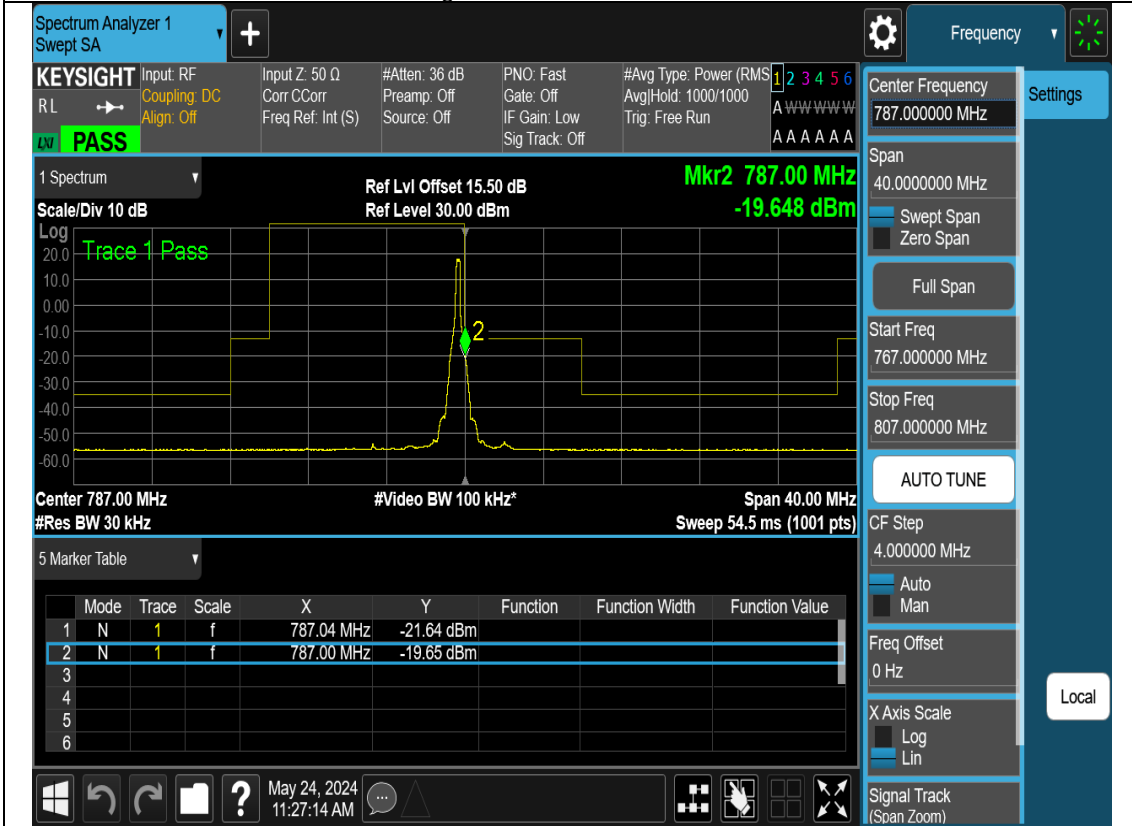 Spectrum Analyzer 1
Swept SA
+
Frequency
KEYSIGHT
R L
LXI PASS
Input: RF
Coupling: DC
Align: Off
Input Z: 50 Ω
Corr CCorr
Freq Ref: Int (S)
#Atten: 36 dB
Preamp: Off
Source: Off
PNO: Fast
Gate: Off
IF Gain: Low
Sig Track: Off
#Avg Type: Power (RMS
Avg|Hold: 1000/1000
Trig: Free Run
1 2 3 4 5 6
A W W W W W
A A A A A A
1 Spectrum
Scale/Div 10 dB
Ref Lvl Offset 15.50 dB
Ref Level 30.00 dBm
Mkr2 787.00 MHz
-19.648 dBm
Log
Trace 1 Pass
20.0
10.0
0.00
-10.0
-20.0
-30.0
-40.0
-50.0
-60.0
2
Center 787.00 MHz
#Video BW 100 kHz*
Span 40.00 MHz
#Res BW 30 kHz
Sweep 54.5 ms (1001 pts)
5 Marker Table
Mode Trace Scale X Y Function Function Width Function Value
1 N 1 f 787.04 MHz -21.64 dBm
2 N 1 f 787.00 MHz -19.65 dBm
3
4
5
6
?
May 24, 2024
11:27:14 AM
Center Frequency
787.000000 MHz
Settings
Span
40.0000000 MHz
Swept Span
Zero Span
Full Span
Start Freq
767.000000 MHz
Stop Freq
807.000000 MHz
AUTO TUNE
CF Step
4.000000 MHz
Auto
Man
Freq Offset
0 Hz
Local
X Axis Scale
Log
Lin
Signal Track
(Span Zoom)